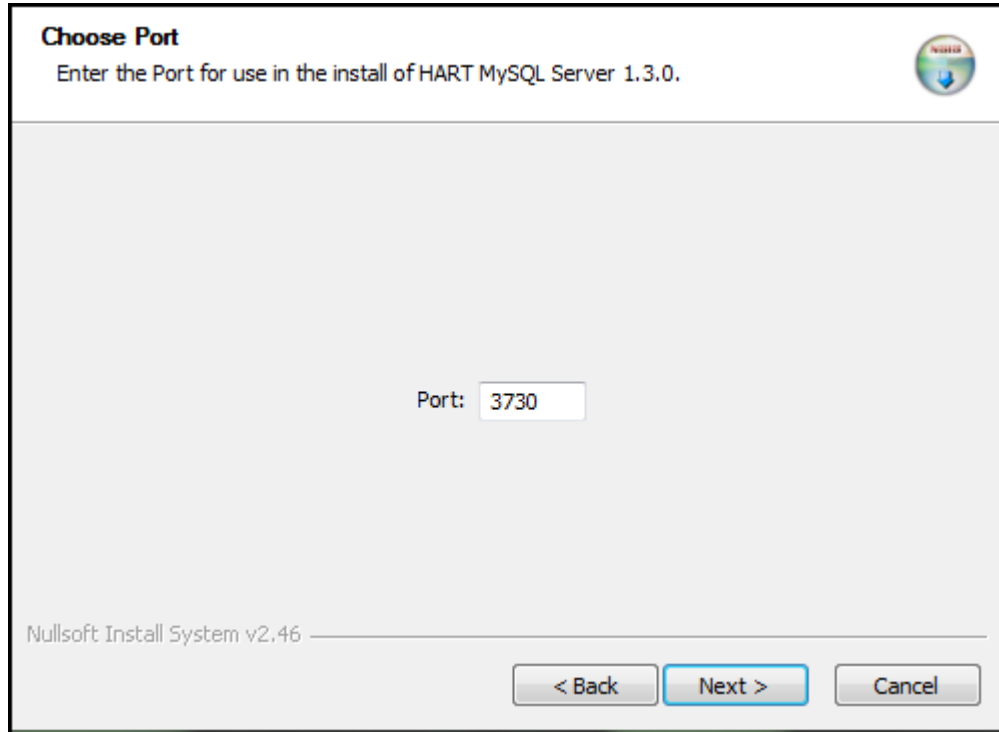 Choose Port
Enter the Port for use in the install of HART MySQL Server 1.3.0.
Port: 3730
Nullsoft Install System v2.46
< Back Next > Cancel